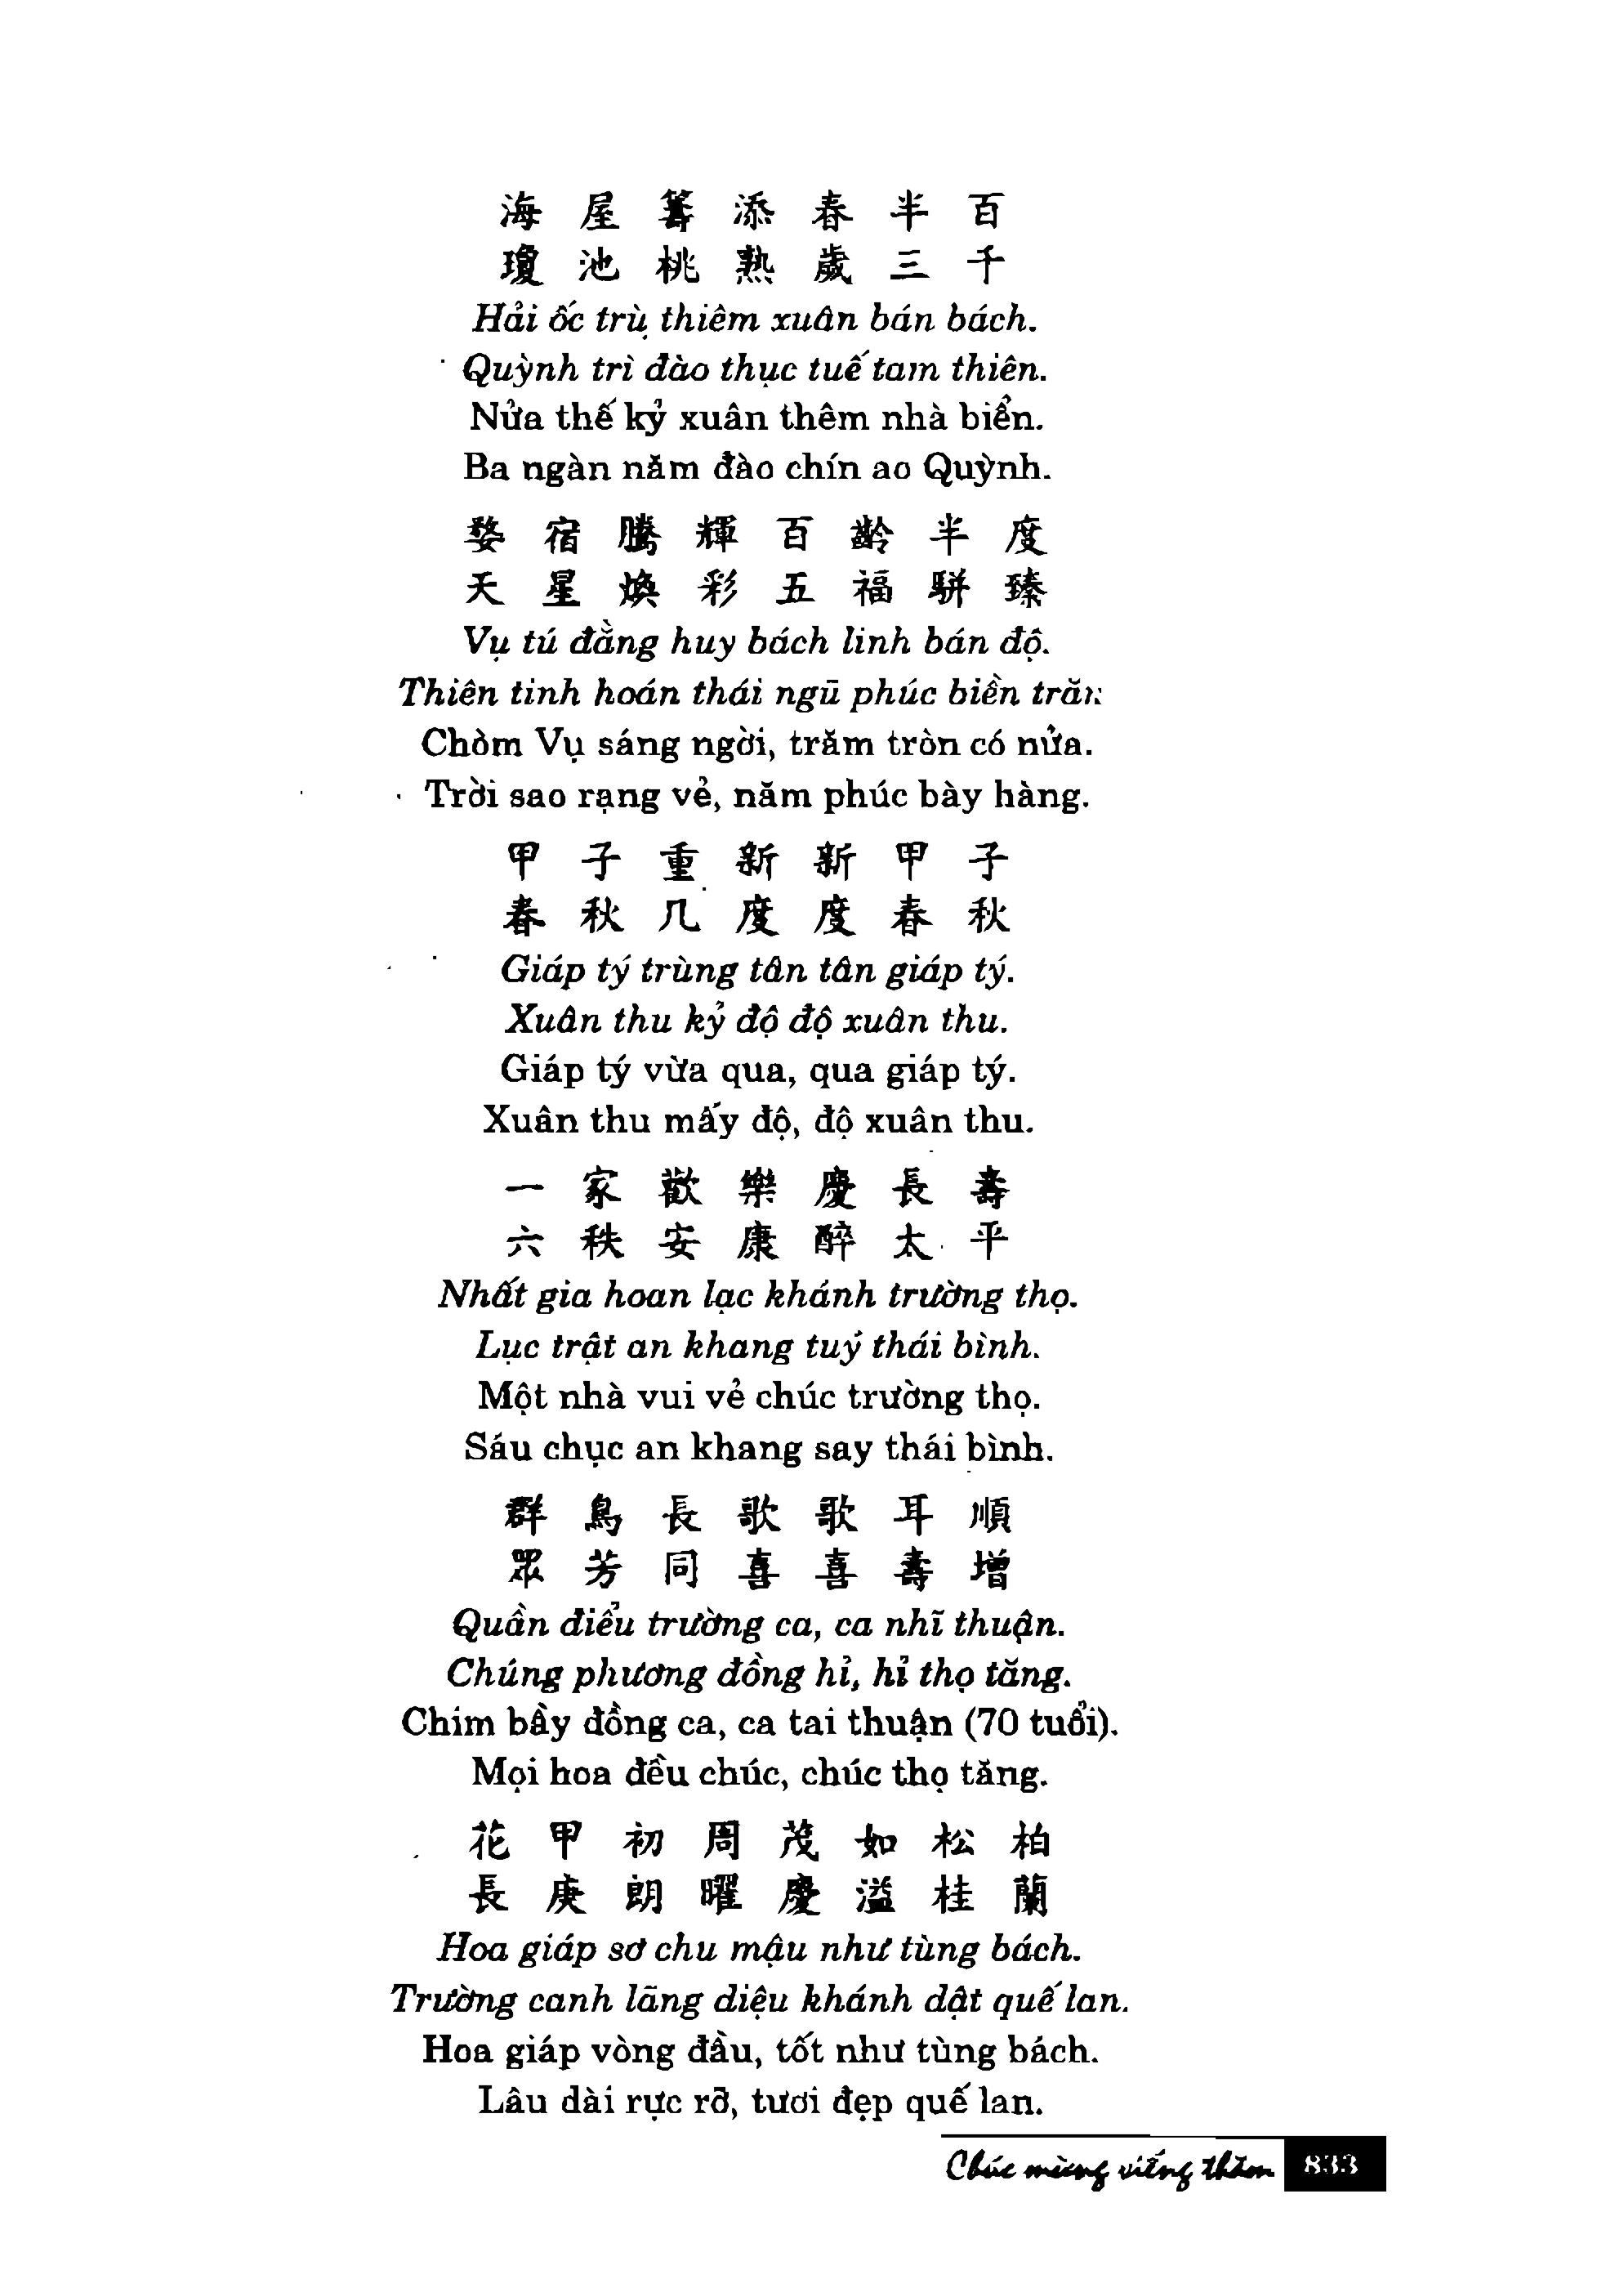 海屋籌添春半百
瓊池桃熟歲三千
Hải ốc trù thiêm xuân bán bách.
Quỳnh trì đào thục tuế tam thiên.
Nửa thế kỷ xuân thêm nhà biển.
Ba ngàn năm đào chín ao Quỳnh.
婺宿騰輝百齡半度
天星煥彩五福駢臻
Vụ tú đằng huy bách linh bán độ.
Thiên tinh hoán thái ngũ phúc biền trăn
Chòm Vụ sáng ngời, trăm tròn có nửa.
Trời sao rạng vẻ, năm phúc bày hàng.
甲子重新新甲子
春秋几度度春秋
Giáp tý trùng tân tân giáp tý.
Xuân thu kỷ độ độ xuân thu.
Giáp tý vừa qua, qua giáp tý.
Xuân thu mấy độ, độ xuân thu.
一家歡樂慶長壽
六秩安康醉太平
Nhất gia hoan lạc khánh trường thọ.
Lục trật an khang tuý thái bình.
Một nhà vui vẻ chúc trường thọ.
Sáu chục an khang say thái bình.
群鳥長歌歌耳順
眾芳同喜喜壽增
Quần điểu trường ca, ca nhĩ thuận.
Chúng phương đồng hỉ, hỉ thọ tăng.
Chim bầy đồng ca, ca tai thuận (70 tuổi).
Mọi hoa đều chúc, chúc thọ tăng.
花甲初周茂如松柏
長庚朗曜慶溢桂蘭
Hoa giáp sơ chu mậu như tùng bách.
Trường canh lãng diệu khánh dật quế lan.
Hoa giáp vòng đầu, tốt như tùng bách.
Lâu dài rực rỡ, tươi đẹp quế lan.
Chúc mừng viếng thăm 833